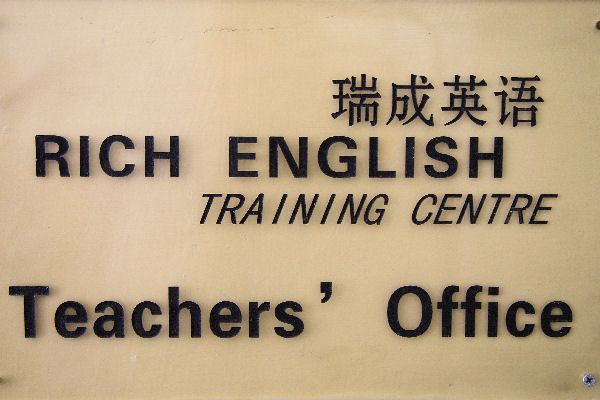 瑞成英语
RICH ENGLISH
TRAINING CENTRE
Teachers' Office